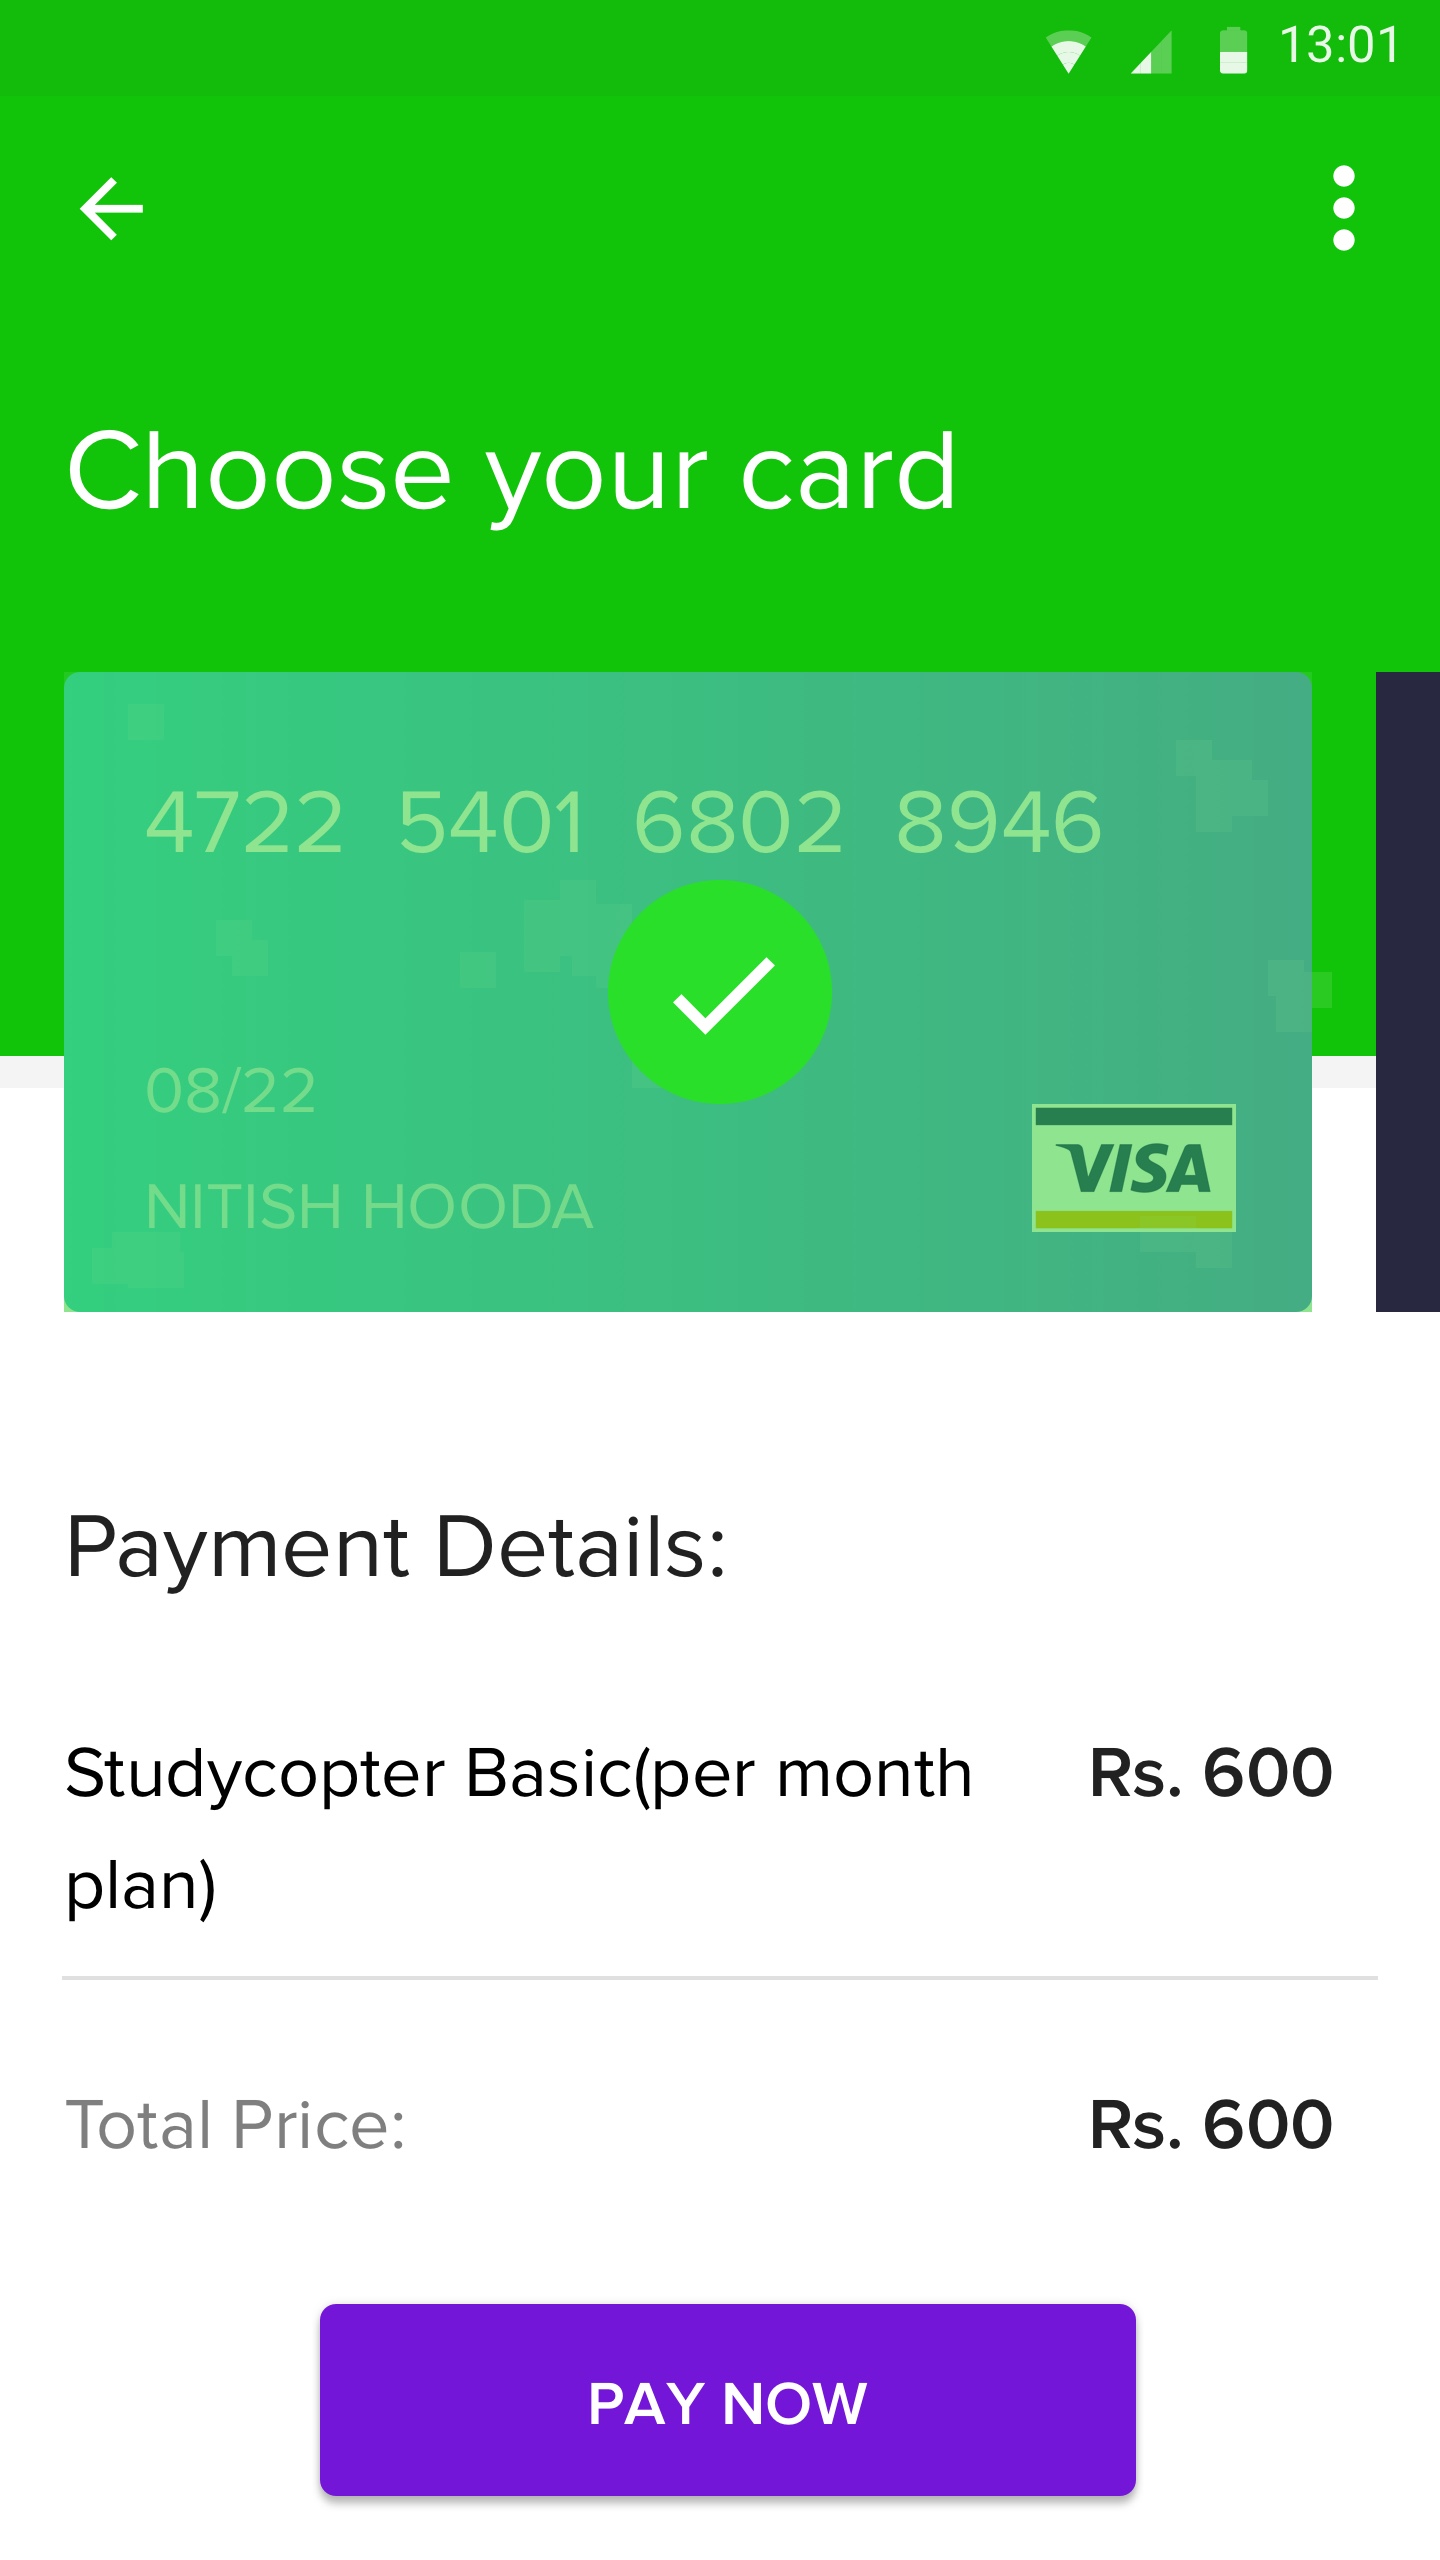 13:01
Choose your card
4722 5401 6802 8946
08/22
NITISH HOODA
VISA
Payment Details:
Studycopter Basic(per month Rs. 600
plan)
Total Price: Rs. 600
PAY NOW